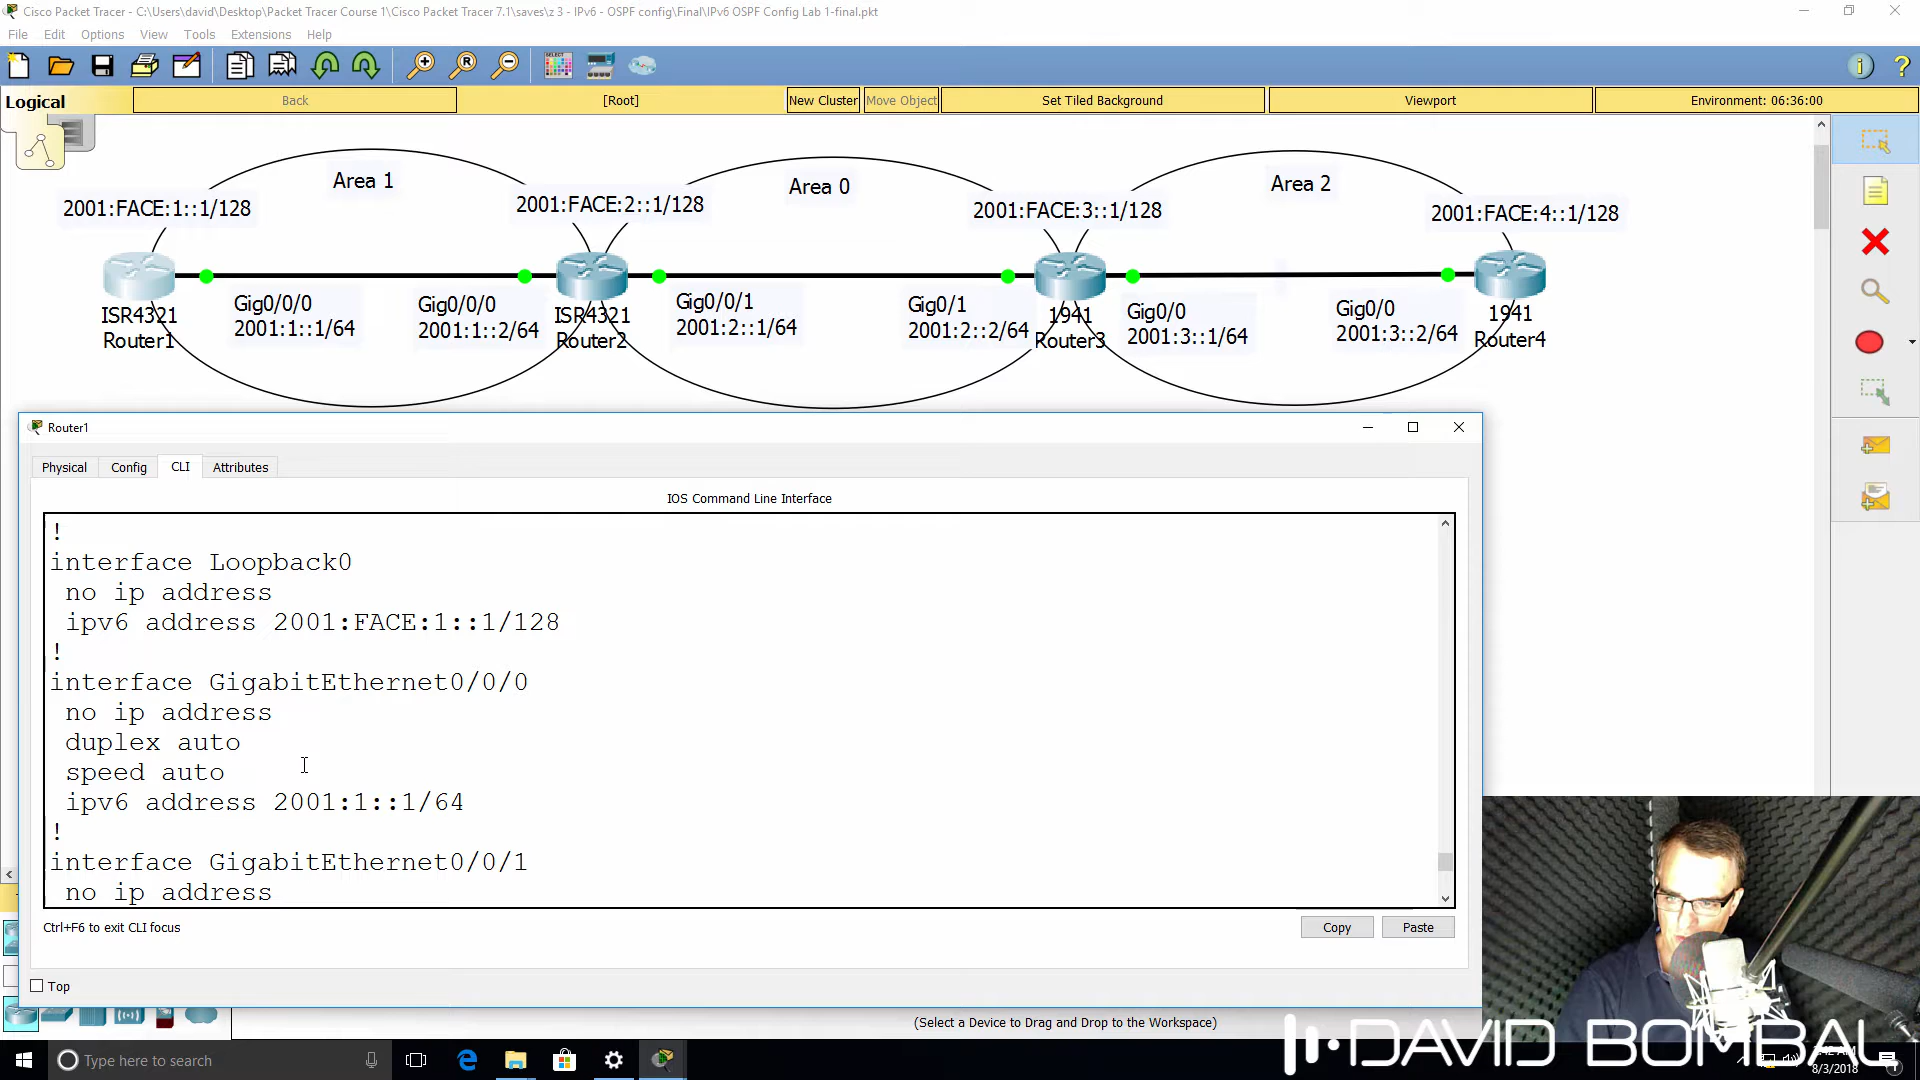 Cisco Packet Tracer - C:\Users\david\Desktop\Packet Tracer Course 1\Cisco Packet Tracer 7.1\saves\z 3 - IPv6 - OSPF config\Final\IPv6 OSPF Config Lab 1-final.pkt
File Edit Options View Tools Extensions Help
Logical Back [Root] New Cluster Move Object Set Tiled Background Viewport Environment: 06:36:00
Area 1 Area 0 Area 2
2001:FACE:1::1/128 2001:FACE:2::1/128 2001:FACE:3::1/128 2001:FACE:4::1/128
Gig0/0/0 Gig0/0/0 Gig0/0/1 Gig0/1 Gig0/0 Gig0/0
2001:1::1/64 2001:1::2/64 2001:2::1/64 2001:2::2/64 2001:3::1/64 2001:3::2/64
ISR4321 ISR4321 1941 1941
Router1 Router2 Router3 Router4
Router1
Physical Config CLI Attributes
IOS Command Line Interface
!
interface Loopback0
no ip address
ipv6 address 2001:FACE:1::1/128
!
interface GigabitEthernet0/0/0
no ip address
duplex auto
speed auto
ipv6 address 2001:1::1/64
!
interface GigabitEthernet0/0/1
no ip address
Ctrl+F6 to exit CLI focus Copy Paste
Top
(Select a Device to Drag and Drop to the Workspace)
DAVID BOMBAL
Type here to search
8/3/2018